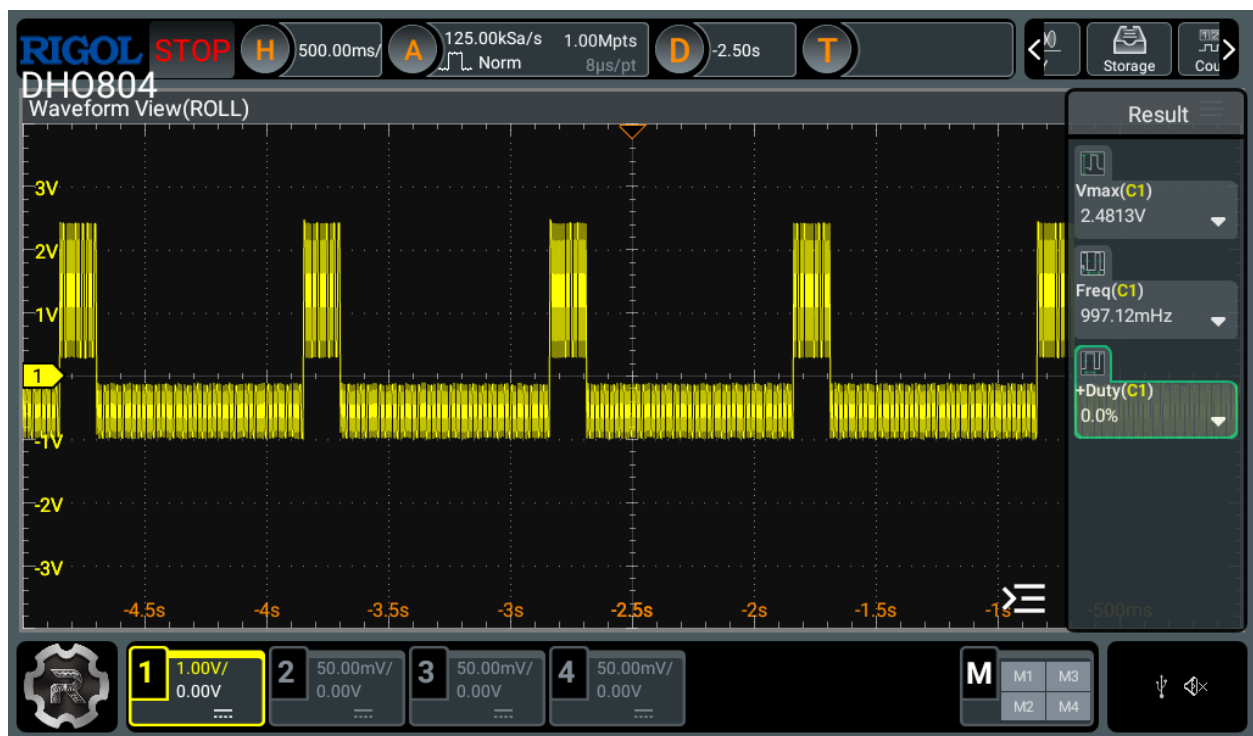 RIGOL STOP H 500.00ms/ A 125.00kSa/s 1.00Mpts D -2.50s T
Norm 8μs/pt
Storage Cou
DHO804
Waveform View(ROLL)
Result
3V
2V
1V
1
-1V
-2V
-3V
Vmax(C1)
2.4813V
Freq(C1)
997.12mHz
+Duty(C1)
0.0%
-4.5s -4s -3.5s -3s -2.5s -2s -1.5s -1s -500ms
1 1.00V/ 2 50.00mV/ 3 50.00mV/ 4 50.00mV/
0.00V 0.00V 0.00V 0.00V
M M1 M3
M2 M4
R